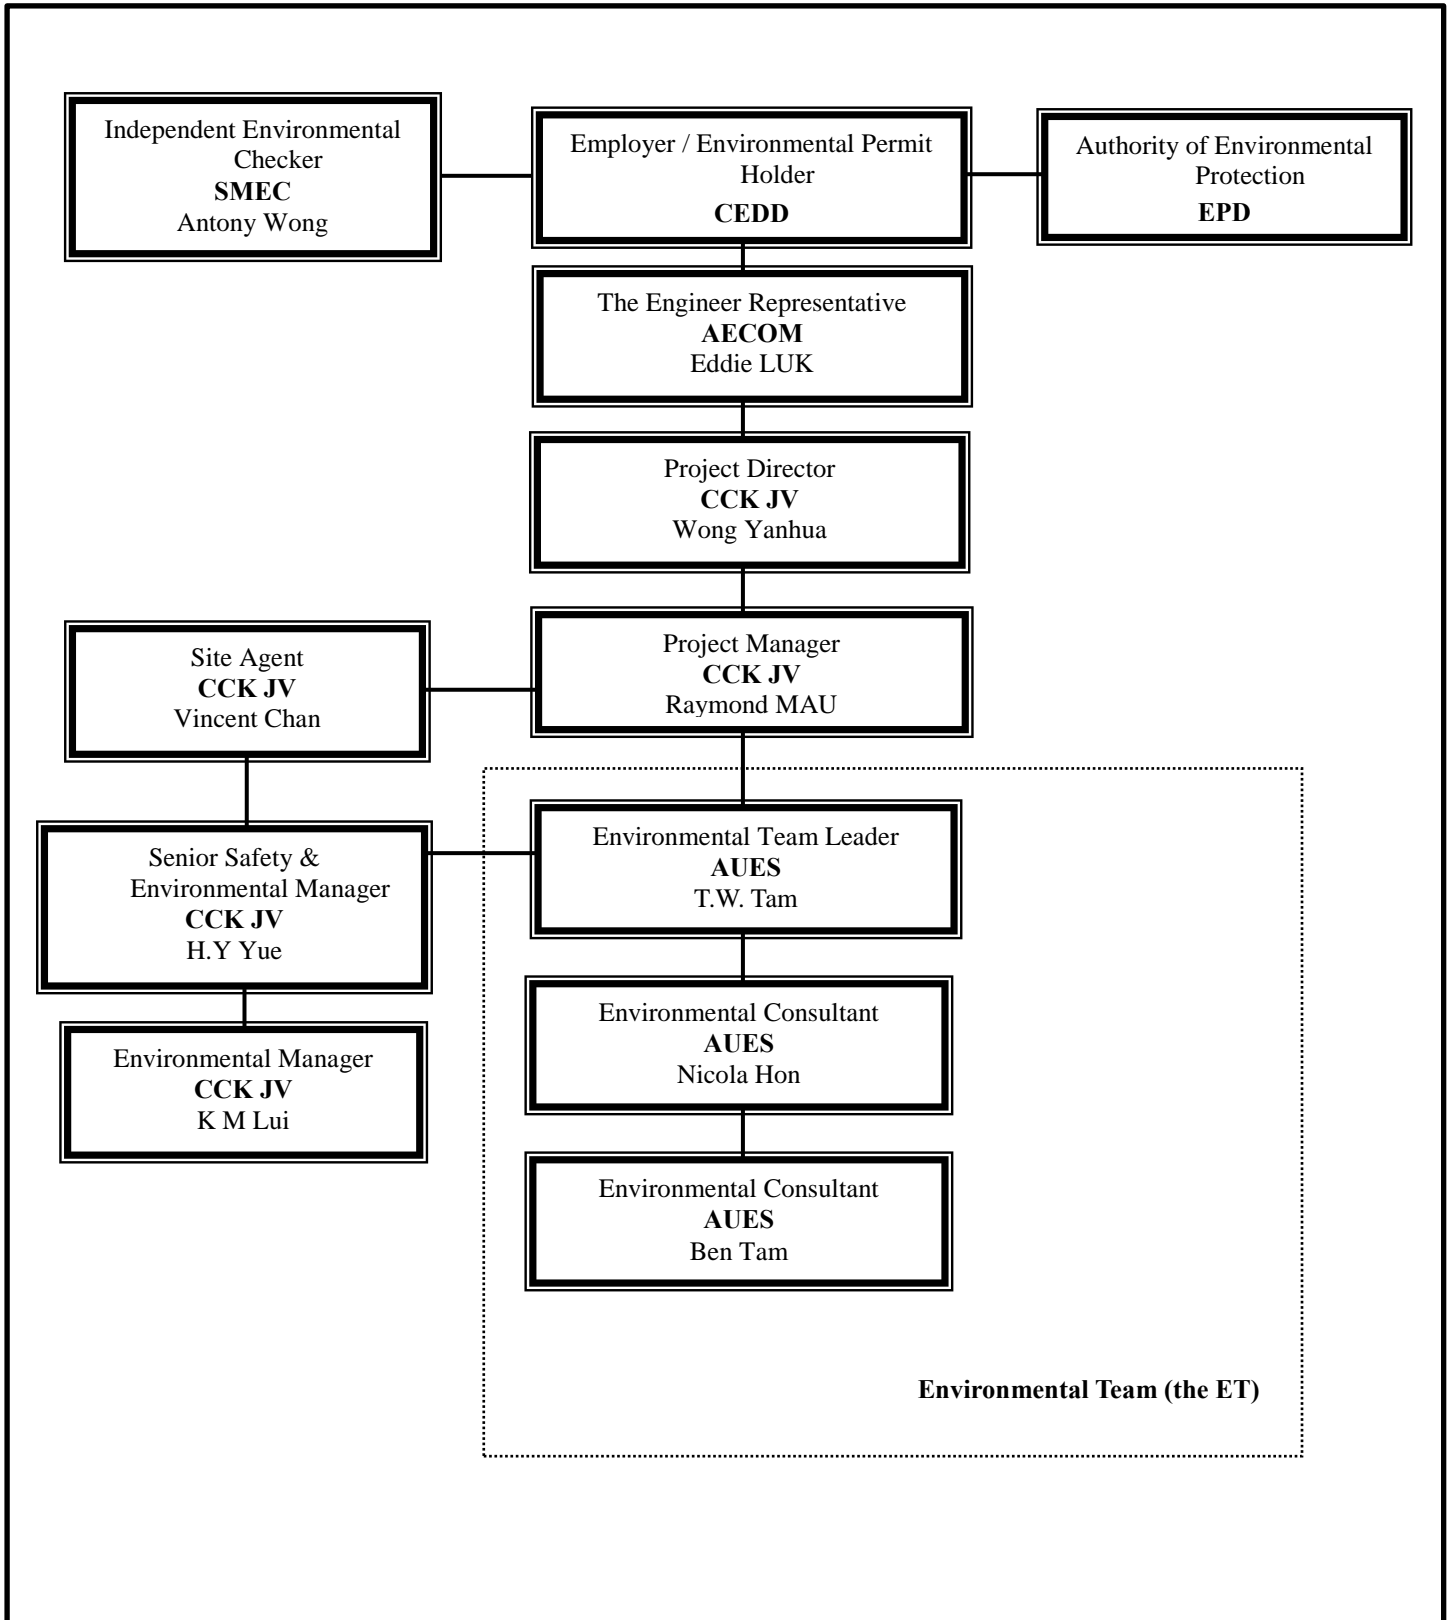 Independent Environmental
Checker
SMEC
Antony Wong
Employer / Environmental Permit
Holder
CEDD
Authority of Environmental
Protection
EPD
The Engineer Representative
AECOM
Eddie LUK
Project Director
CCK JV
Wong Yanhua
Project Manager
CCK JV
Raymond MAU
Site Agent
CCK JV
Vincent Chan
Senior Safety &
Environmental Manager
CCK JV
H.Y Yue
Environmental Team Leader
AUES
T.W. Tam
Environmental Manager
CCK JV
K M Lui
Environmental Consultant
AUES
Nicola Hon
Environmental Consultant
AUES
Ben Tam
Environmental Team (the ET)